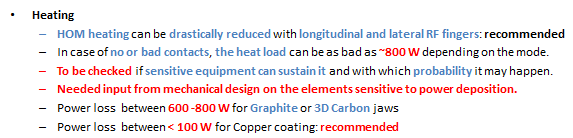 • Heating
– HOM heating can be drastically reduced with longitudinal and lateral RF fingers: recommended
– In case of no or bad contacts, the heat load can be as bad as ~800 W depending on the mode.
– To be checked if sensitive equipment can sustain it and with which probability it may happen.
– Needed input from mechanical design on the elements sensitive to power deposition.
– Power loss between 600-800 W for Graphite or 3D Carbon jaws
– Power loss between < 100 W for Copper coating: recommended